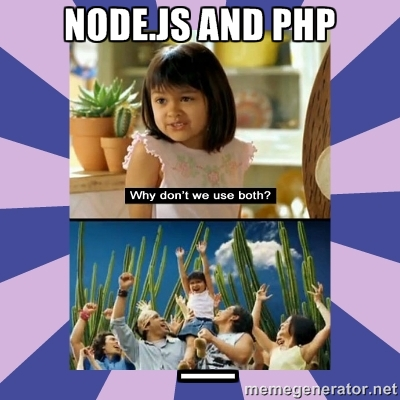 NODE.JS AND PHP
Why don't we use both?
memegenerator.net